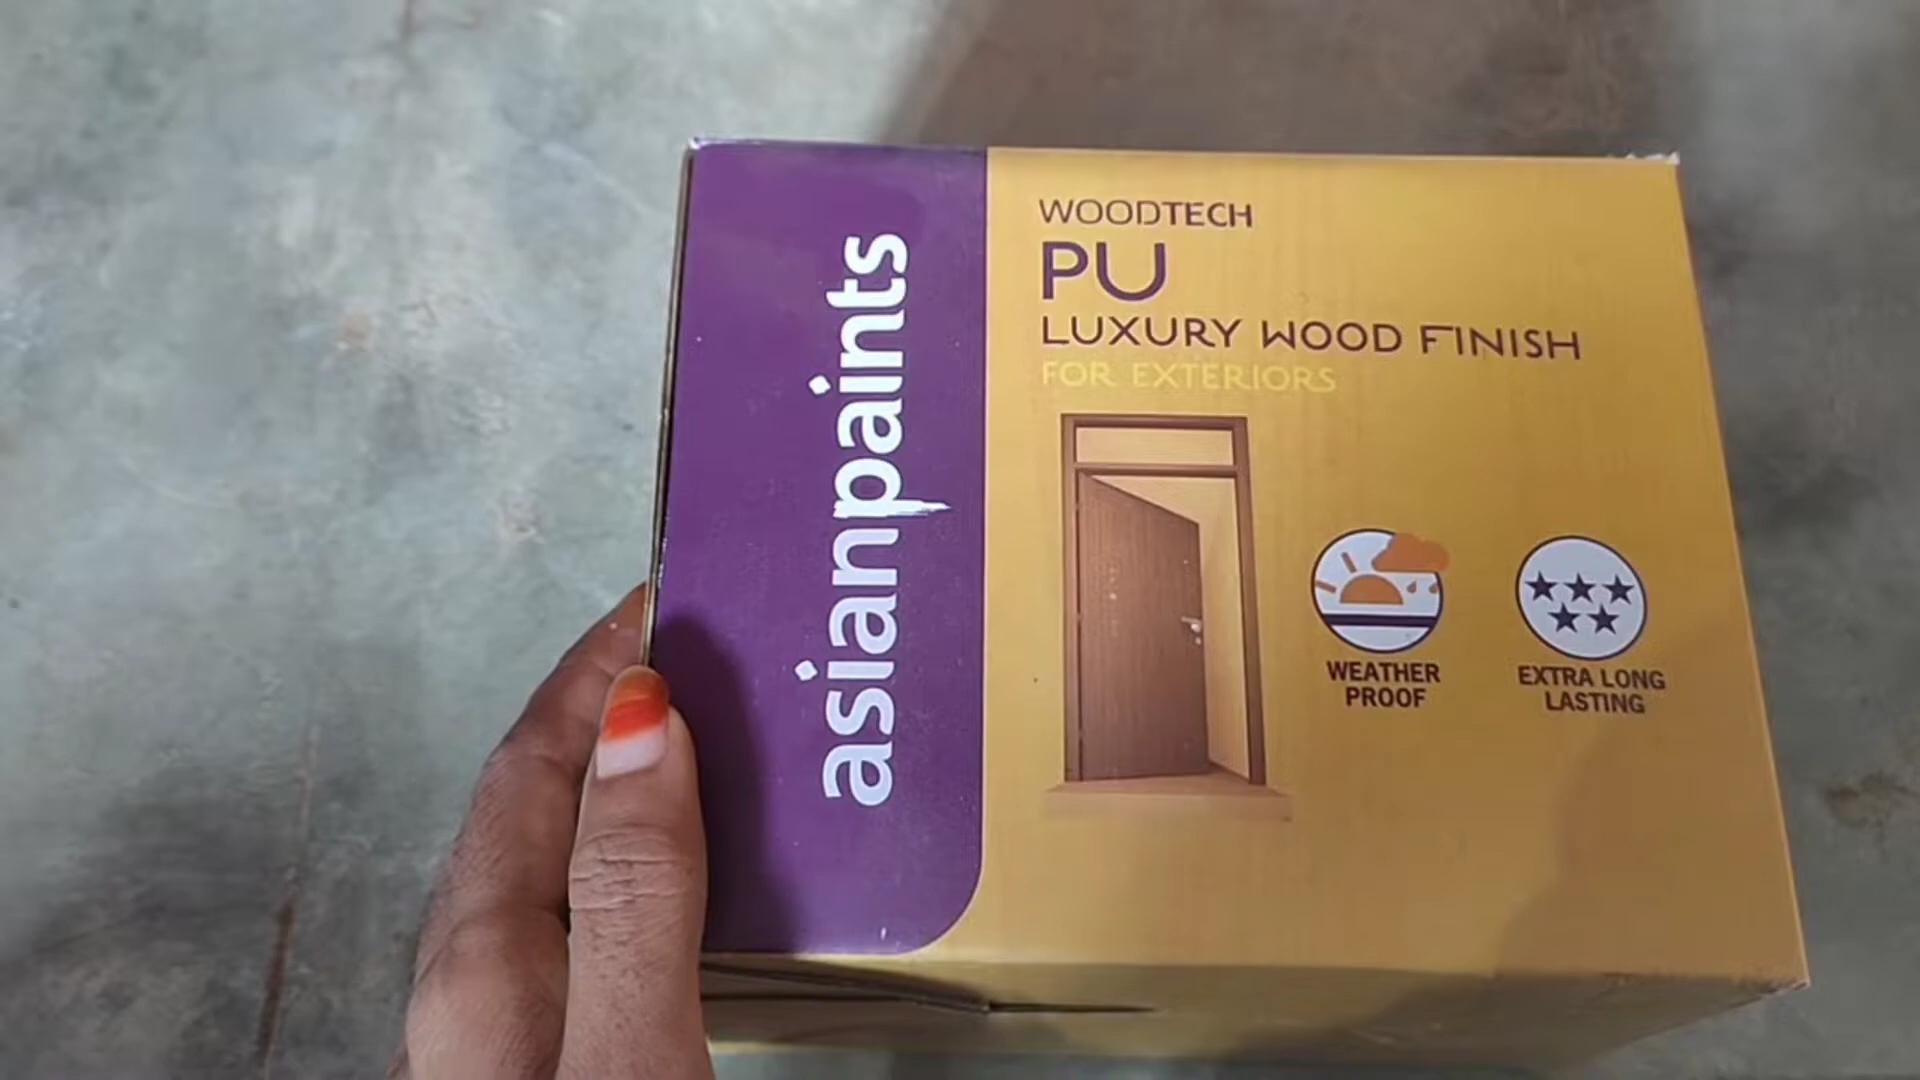 asianpaints
WOODTECH
PU
LUXURY WOOD FINISH
FOR EXTERIORS
WEATHER
PROOF
EXTRA LONG
LASTING